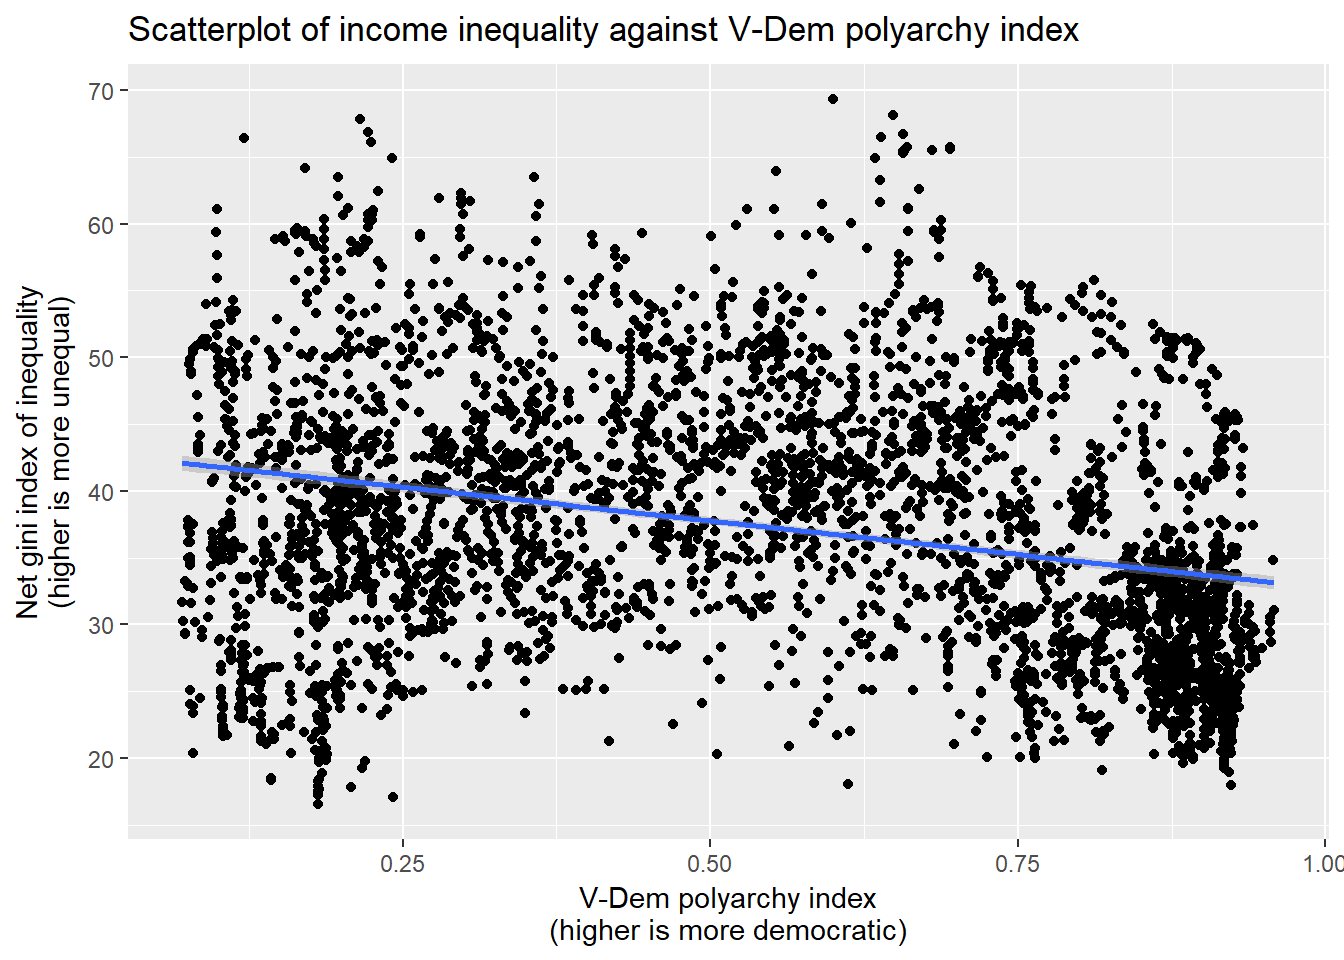 Scatterplot of income inequality against V-Dem polyarchy index
Net gini index of inequality
(higher is more unequal)
70
60
50
40
30
20
0.25
0.50
0.75
1.00
V-Dem polyarchy index
(higher is more democratic)